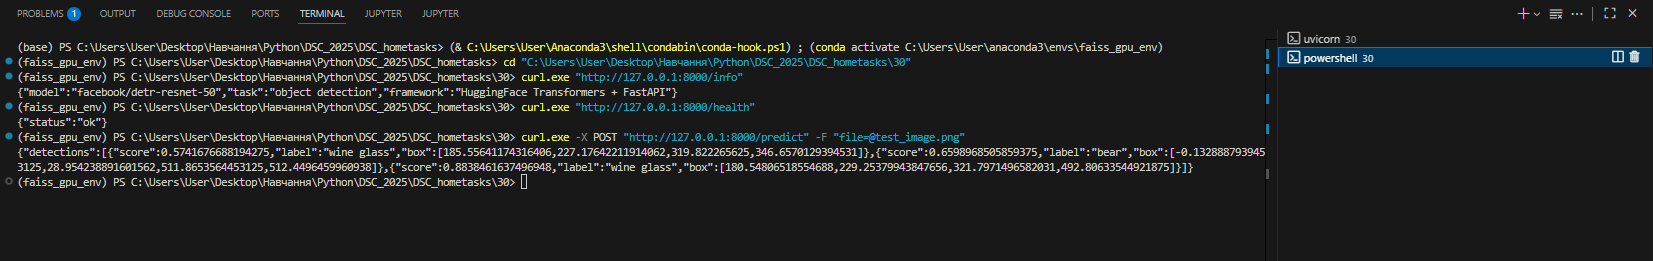 PROBLEMS 1 OUTPUT DEBUG CONSOLE PORTS TERMINAL JUPYTER JUPYTER
(base) PS C:\Users\User\Desktop\Навчання\Python\DSC_2025\DSC_hometasks> (& C:\Users\User\Anaconda3\shell\condabin\conda-hook.ps1) ; (conda activate C:\Users\User\anaconda3\envs\faiss_gpu_env)
(faiss_gpu_env) PS C:\Users\User\Desktop\Навчання\Python\DSC_2025\DSC_hometasks> cd "C:\Users\User\Desktop\Навчання\Python\DSC_2025\DSC_hometasks\30"
(faiss_gpu_env) PS C:\Users\User\Desktop\Навчання\Python\DSC_2025\DSC_hometasks\30> curl.exe "http://127.0.0.1:8000/info"
{"model":"facebook/detr-resnet-50","task":"object detection","framework":"HuggingFace Transformers + FastAPI"}
(faiss_gpu_env) PS C:\Users\User\Desktop\Навчання\Python\DSC_2025\DSC_hometasks\30> curl.exe "http://127.0.0.1:8000/health"
{"status":"ok"}
(faiss_gpu_env) PS C:\Users\User\Desktop\Навчання\Python\DSC_2025\DSC_hometasks\30> curl.exe -X POST "http://127.0.0.1:8000/predict" -F "file=@test_image.png"
{"detections":[{"score":0.5741676688194275,"label":"wine glass","box":[185.55641174316406,227.17642211914062,319.822265625,346.6570129394531]},{"score":0.6598968505859375,"label":"bear","box":[-0.132888793945
3125,28.954238891601562,511.8653564453125,512.4496459960938]},{"score":0.8838461637496948,"label":"wine glass","box":[180.54806518554688,229.25379943847656,321.7971496582031,492.80633544921875]}]}
(faiss_gpu_env) PS C:\Users\User\Desktop\Навчання\Python\DSC_2025\DSC_hometasks\30>
uvicorn 30
powershell 30